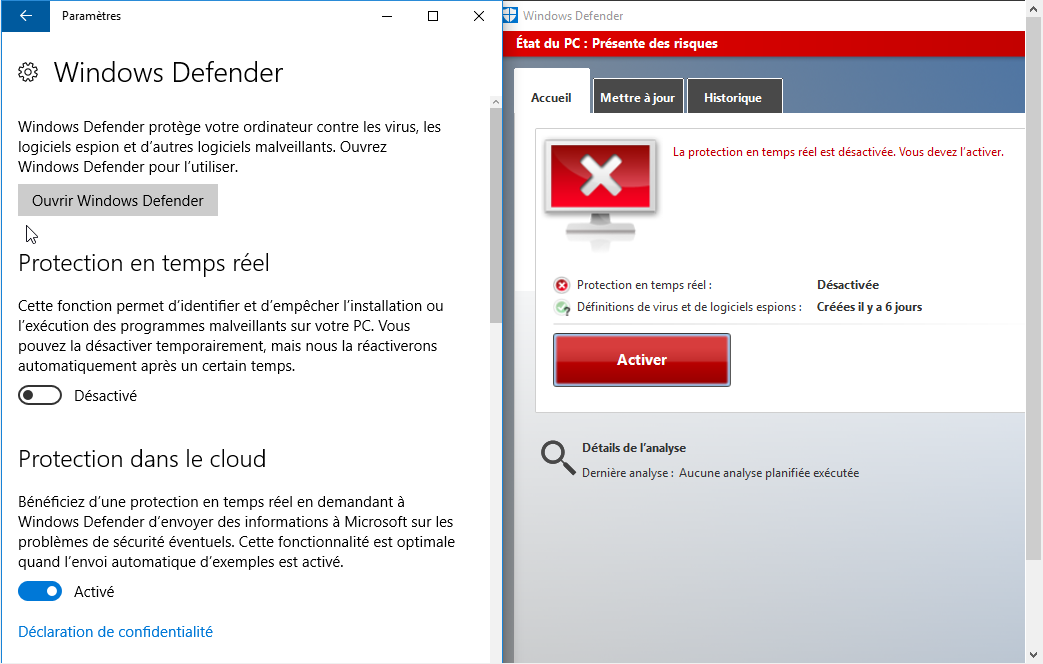 Paramètres
Windows Defender
Windows Defender protège votre ordinateur contre les virus, les
logiciels espion et d'autres logiciels malveillants. Ouvrez
Windows Defender pour l'utiliser.
Ouvrir Windows Defender
Protection en temps réel
Cette fonction permet d'identifier et d'empêcher l'installation ou
l'exécution des programmes malveillants sur votre PC. Vous
pouvez la désactiver temporairement, mais nous la réactiverons
automatiquement après un certain temps.
Désactivé
Protection dans le cloud
Bénéficiez d'une protection en temps réel en demandant à
Windows Defender d'envoyer des informations à Microsoft sur les
problèmes de sécurité éventuels. Cette fonctionnalité est optimale
quand l'envoi automatique d'exemples est activé.
Activé
Déclaration de confidentialité
Windows Defender
État du PC : Présente des risques
Accueil
Mettre à jour
Historique
La protection en temps réel est désactivée. Vous devez l'activer.
Protection en temps réel : Désactivée
Définitions de virus et de logiciels espions : Créées il y a 6 jours
Activer
Détails de l'analyse
Dernière analyse : Aucune analyse planifiée exécutée